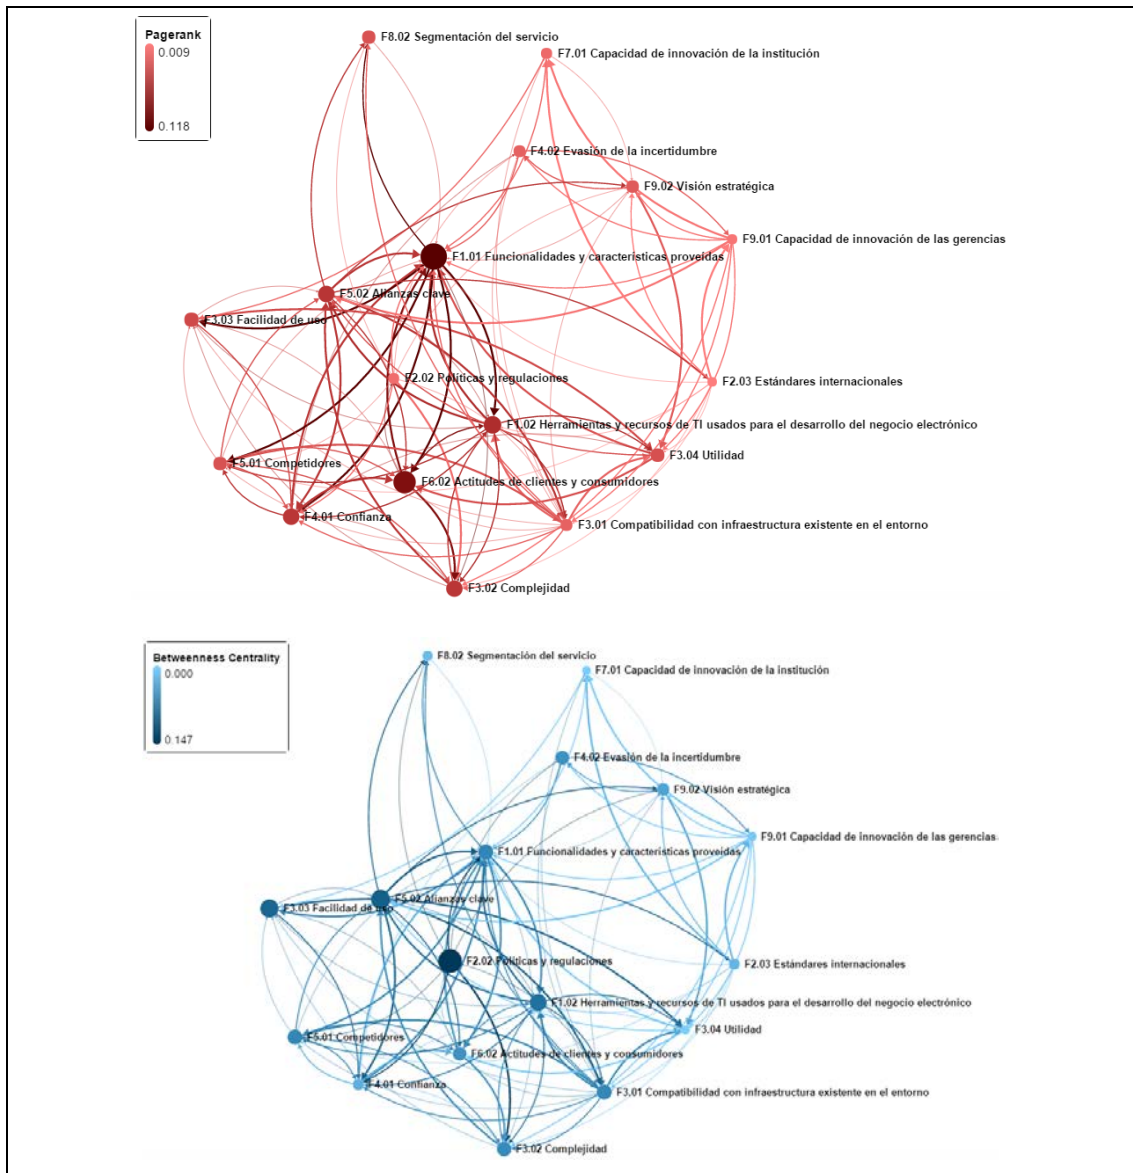 Pagerank
0.009
0.118
F8.02 Segmentación del servicio
F7.01 Capacidad de innovación de la institución
F4.02 Evasión de la incertidumbre
F9.02 Visión estratégica
F9.01 Capacidad de innovación de las gerencias
F1.01 Funcionalidades y características proveídas
F5.02 Alianzas clave
F3.03 Facilidad de uso
F2.02 Políticas y regulaciones
F2.03 Estándares internacionales
F1.02 Herramientas y recursos de TI usados para el desarrollo del negocio electrónico
F3.04 Utilidad
F5.01 Competidores
F6.02 Actitudes de clientes y consumidores
F4.01 Confianza
F3.01 Compatibilidad con infraestructura existente en el entorno
F3.02 Complejidad
Betweenness Centrality
0.000
0.147
F8.02 Segmentación del servicio
F7.01 Capacidad de innovación de la institución
F4.02 Evasión de la incertidumbre
F9.02 Visión estratégica
F9.01 Capacidad de innovación de las gerencias
F1.01 Funcionalidades y características proveídas
F5.02 Alianzas clave
F3.03 Facilidad de uso
F2.02 Políticas y regulaciones
F2.03 Estándares internacionales
F1.02 Herramientas y recursos de TI usados para el desarrollo del negocio electrónico
F3.04 Utilidad
F5.01 Competidores
F6.02 Actitudes de clientes y consumidores
F4.01 Confianza
F3.01 Compatibilidad con infraestructura existente en el entorno
F3.02 Complejidad